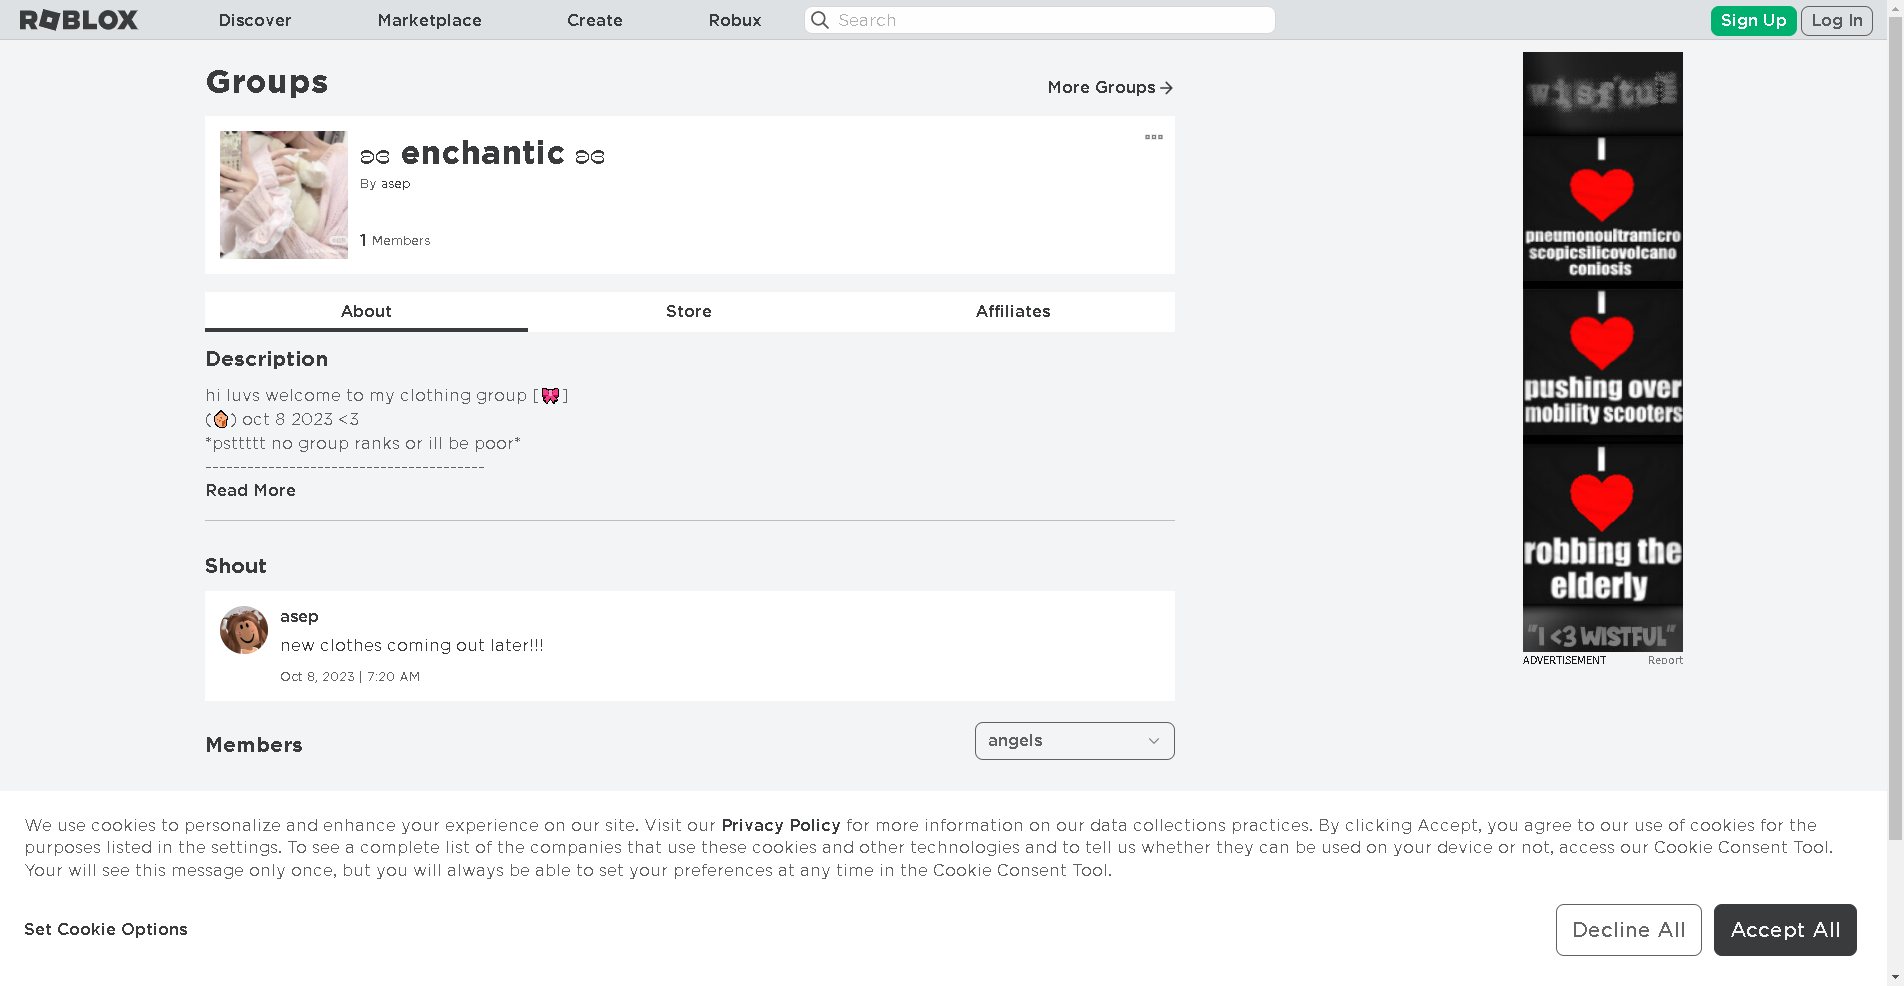 ROBLOX
Discover
Marketplace
Create
Robux
Search
Sign Up
Log In
Groups
More Groups
ʚɞ enchantic ʚɞ
By asep
1 Members
About
Store
Affiliates
Description
hi luvs welcome to my clothing group [🎀]
(🥠) oct 8 2023 <3
*psttttt no group ranks or ill be poor*
----------------------------------------
Read More
Shout
asep
new clothes coming out later!!!
Oct 8, 2023 | 7:20 AM
Members
angels
wistful
I
pneumonoultramicro
scopicsilicovolcano
coniosis
I
pushing over
mobility scooters
I
robbing the
elderly
"I <3 WISTFUL"
ADVERTISEMENT
Report
We use cookies to personalize and enhance your experience on our site. Visit our Privacy Policy for more information on our data collections practices. By clicking Accept, you agree to our use of cookies for the
purposes listed in the settings. To see a complete list of the companies that use these cookies and other technologies and to tell us whether they can be used on your device or not, access our Cookie Consent Tool.
Your will see this message only once, but you will always be able to set your preferences at any time in the Cookie Consent Tool.
Set Cookie Options
Decline All
Accept All